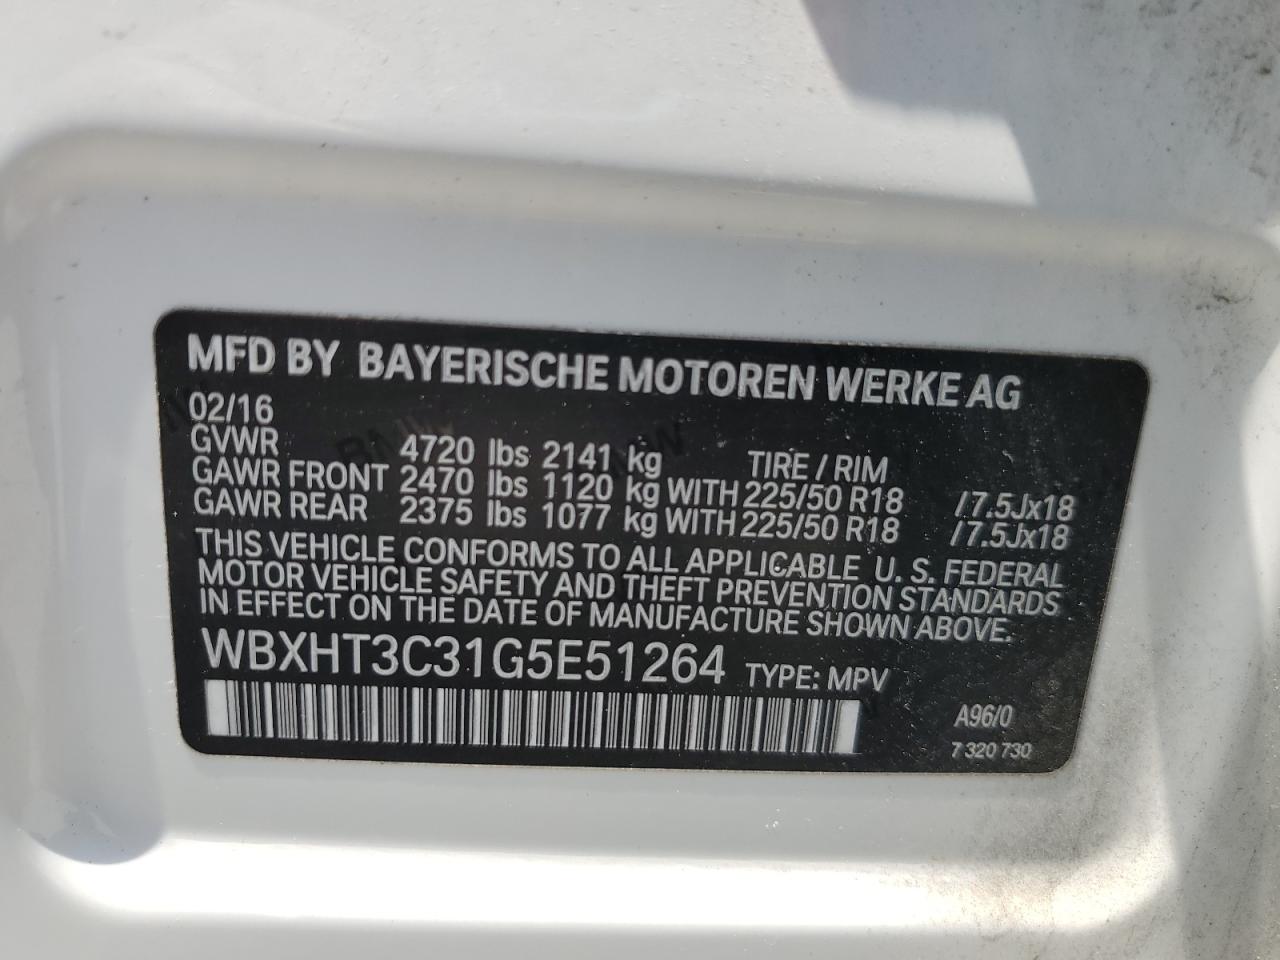 MFD BY BAYERISCHE MOTOREN WERKE AG
02/16
GVWR 4720 lbs 2141 kg TIRE / RIM
GAWR FRONT 2470 lbs 1120 kg WITH 225/50 R18 /7.5Jx18
GAWR REAR 2375 lbs 1077 kg WITH 225/50 R18 /7.5Jx18
THIS VEHICLE CONFORMS TO ALL APPLICABLE U. S. FEDERAL
MOTOR VEHICLE SAFETY AND THEFT PREVENTION STANDARDS
IN EFFECT ON THE DATE OF MANUFACTURE SHOWN ABOVE.
WBXHT3C31G5E51264 TYPE: MPV
A96/0
7 320 730